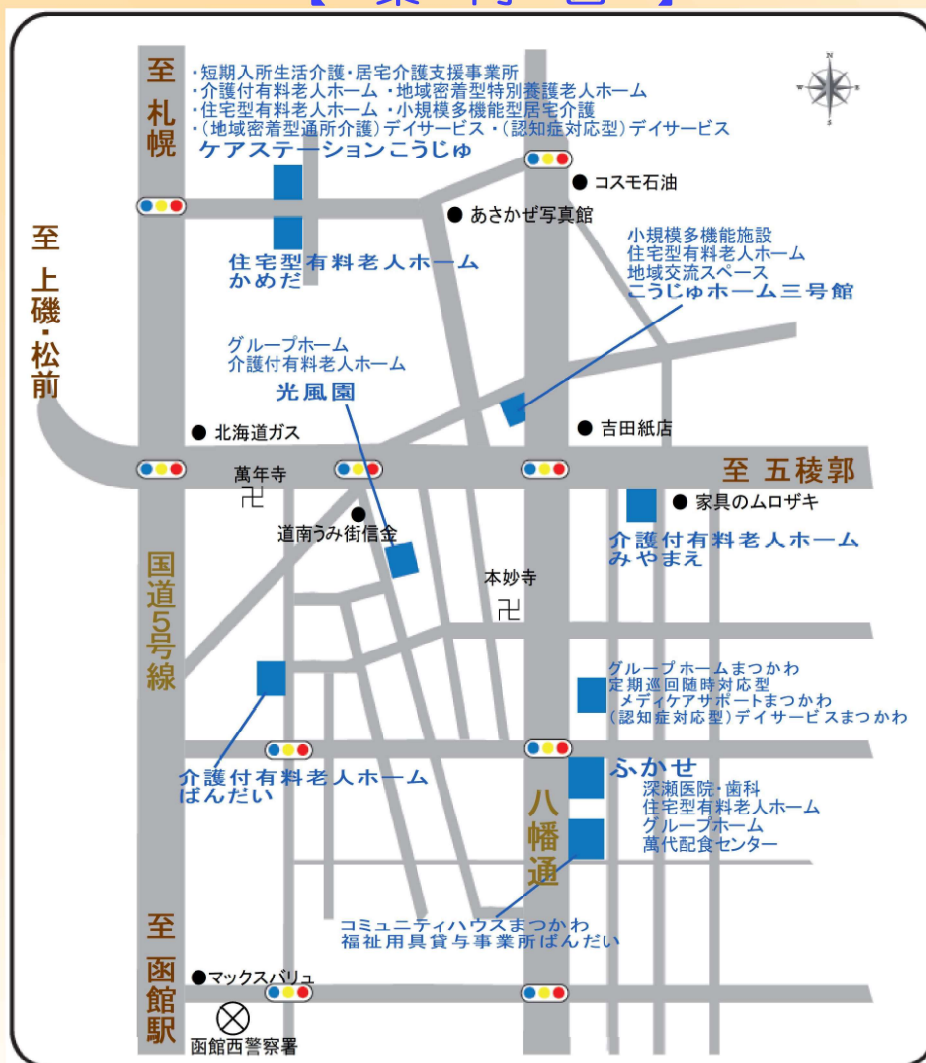 【 案 内 図 】
至 札幌
・短期入所生活介護・居宅介護支援事業所
・介護付有料老人ホーム ・地域密着型特別養護老人ホーム
・住宅型有料老人ホーム ・小規模多機能型居宅介護
・(地域密着型通所介護)デイサービス・(認知症対応型)デイサービス
ケアステーションこうじゅ
N
W
E
S
コスモ石油
あさかぜ写真館
至 上磯・松前
住宅型有料老人ホーム
かめだ
小規模多機能施設
住宅型有料老人ホーム
地域交流スペース
こうじゅホーム三号館
グループホーム
介護付有料老人ホーム
光風園
北海道ガス
吉田紙店
萬年寺
卍
至 五稜郭
道南うみ街信金
家具のムロザキ
介護付有料老人ホーム
みやまえ
本妙寺
卍
国道5号線
グループホームまつかわ
定期巡回随時対応型
メディケアサポートまつかわ
(認知症対応型)デイサービスまつかわ
介護付有料老人ホーム
ばんだい
ふかせ
深瀬医院・歯科
住宅型有料老人ホーム
グループホーム
萬代配食センター
八幡通
コミュニティハウスまつかわ
福祉用具貸与事業所ばんだい
至 函館駅
マックスバリュ
函館西警察署